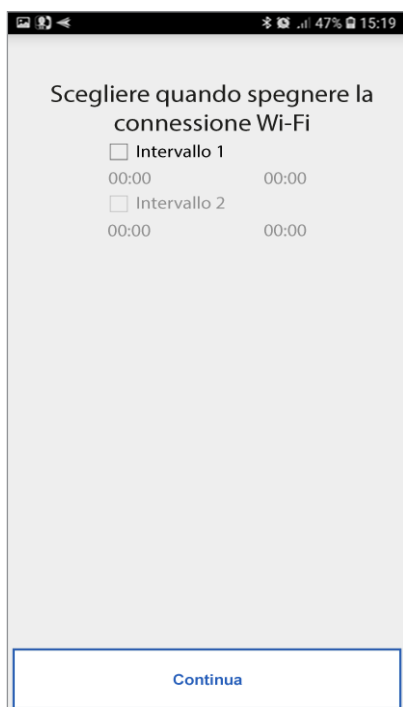 47% 15:19
Scegliere quando spegnere la
connessione Wi-Fi
Intervallo 1
00:00 00:00
Intervallo 2
00:00 00:00
Continua